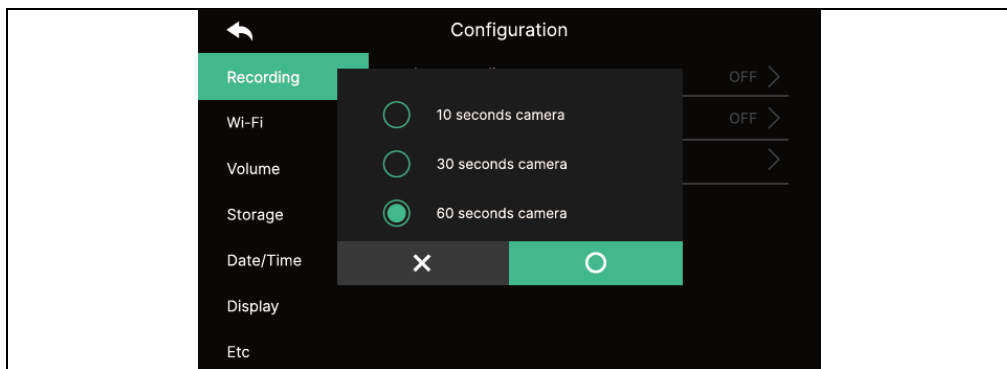 Configuration
Recording
OFF
10 seconds camera
Wi-Fi
OFF
30 seconds camera
Volume
60 seconds camera
Storage
Date/Time
Display
Etc